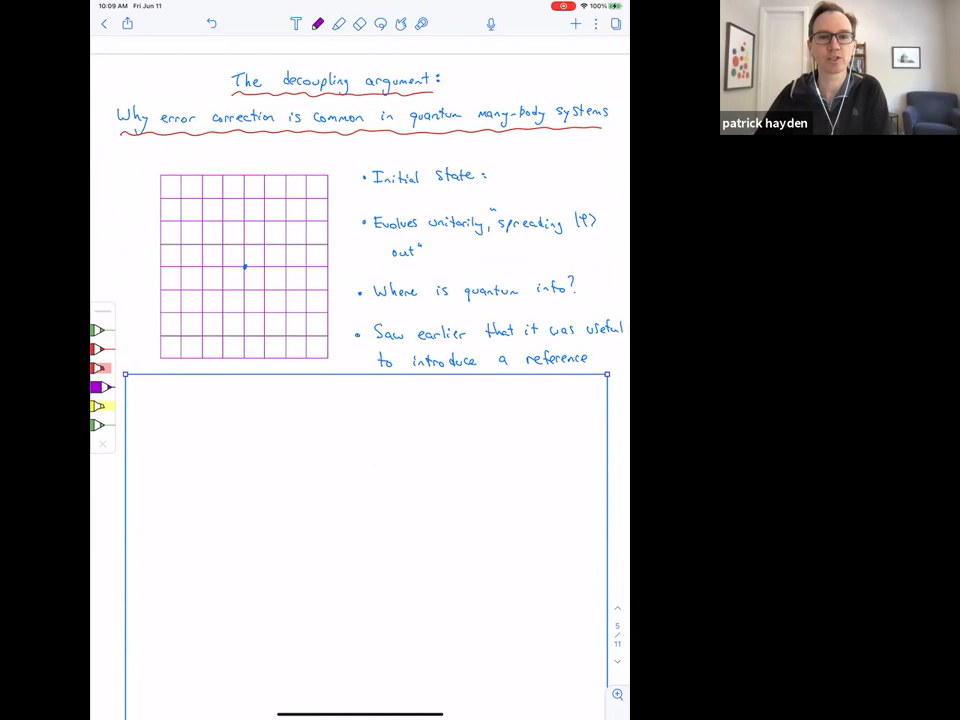 10:09 AM Fri Jun 11
100%
The decoupling argument:
Why error correction is common in quantum many-body systems
• Initial state:
• Evolves unitarily, "spreading |φ⟩
out"
• Where is quantum info?
• Saw earlier that it was useful
to introduce a reference
5
/
11
patrick hayden